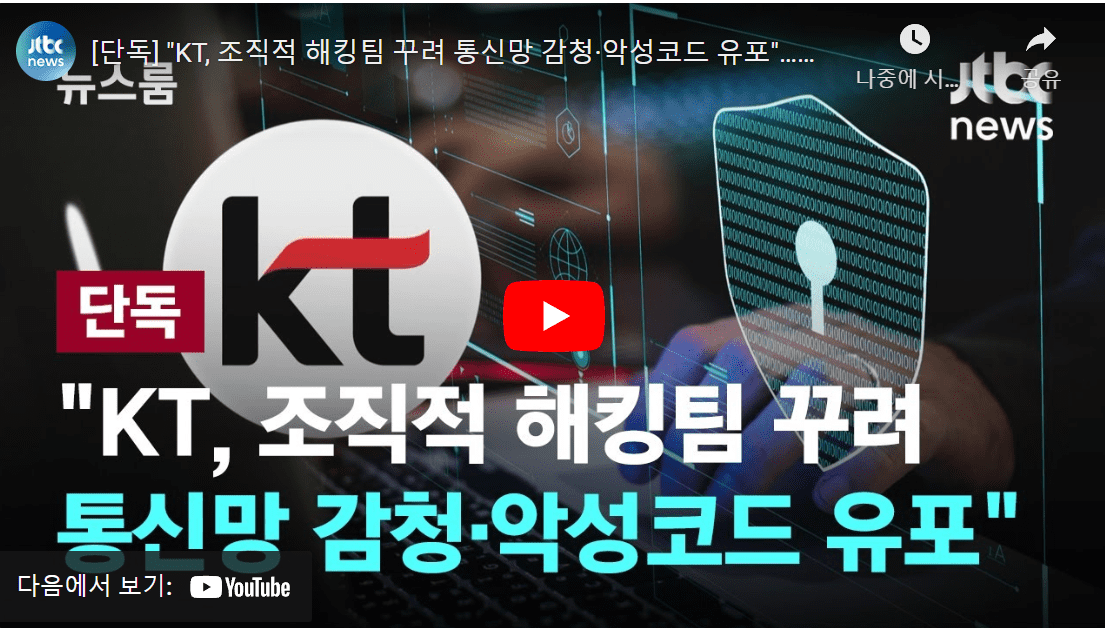 jtbc
news
[단독] "KT, 조직적 해킹팀 꾸려 통신망 감청·악성코드 유포"......
나중에 시...
공유
뉴스룸
jtbc
news
kt
단독
"KT, 조직적 해킹팀 꾸려
통신망 감청·악성코드 유포"
다음에서 보기: YouTube